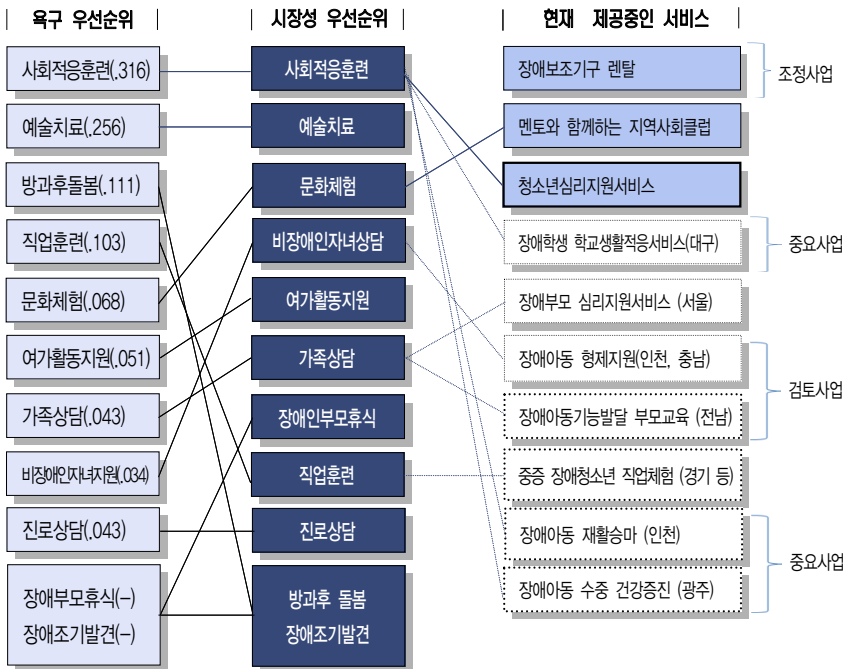 욕구 우선순위
시장성 우선순위
현재 제공중인 서비스
사회적응훈련(.316)
예술치료(.256)
방과후돌봄(.111)
직업훈련(.103)
문화체험(.068)
여가활동지원(.051)
가족상담(.043)
비장애인자녀지원(.034)
진로상담(.043)
장애부모휴식(-)
장애조기발견(-)
사회적응훈련
예술치료
문화체험
비장애인자녀상담
여가활동지원
가족상담
장애인부모휴식
직업훈련
진로상담
방과후 돌봄
장애조기발견
장애보조기구 렌탈
멘토와 함께하는 지역사회클럽
청소년심리지원서비스
장애학생 학교생활적응서비스(대구)
장애부모 심리지원서비스 (서울)
장애아동 형제지원(인천, 충남)
장애아동기능발달 부모교육 (전남)
중증 장애청소년 직업체험 (경기 등)
장애아동 재활승마 (인천)
장애아동 수중 건강증진 (광주)
조정사업
중요사업
검토사업
중요사업